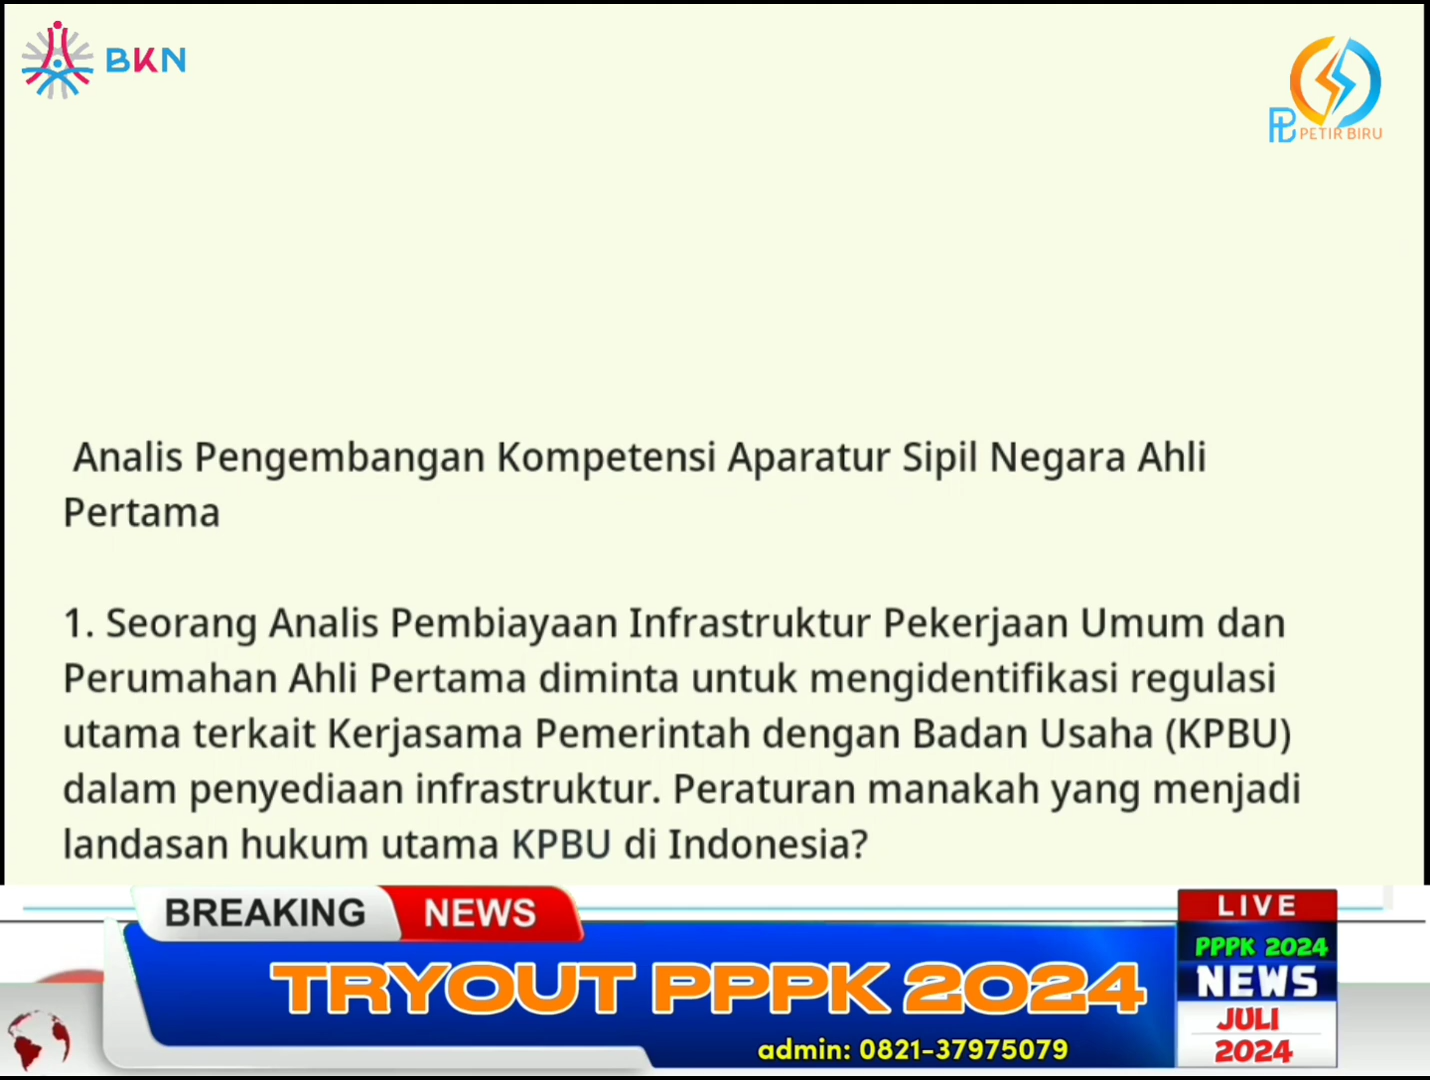 BKN
PB PETIR BIRU
Analis Pengembangan Kompetensi Aparatur Sipil Negara Ahli
Pertama
1. Seorang Analis Pembiayaan Infrastruktur Pekerjaan Umum dan
Perumahan Ahli Pertama diminta untuk mengidentifikasi regulasi
utama terkait Kerjasama Pemerintah dengan Badan Usaha (KPBU)
dalam penyediaan infrastruktur. Peraturan manakah yang menjadi
landasan hukum utama KPBU di Indonesia?
BREAKING NEWS
LIVE
TRYOUT PPPK 2024
PPPK 2024
NEWS
JULI
2024
admin: 0821-37975079